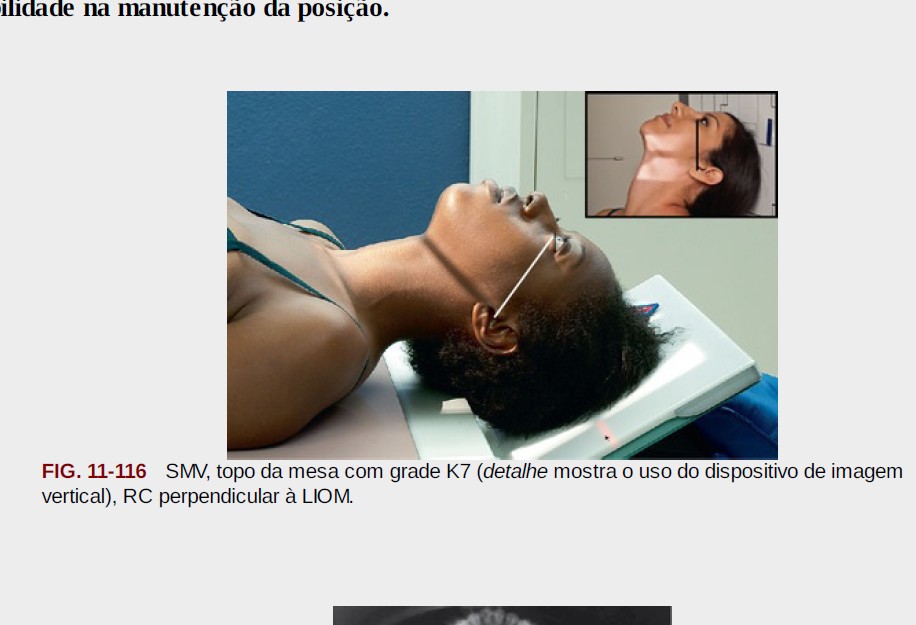 bilidade na manutenção da posição.
FIG. 11-116 SMV, topo da mesa com grade K7 (detalhe mostra o uso do dispositivo de imagem
vertical), RC perpendicular à LIOM.